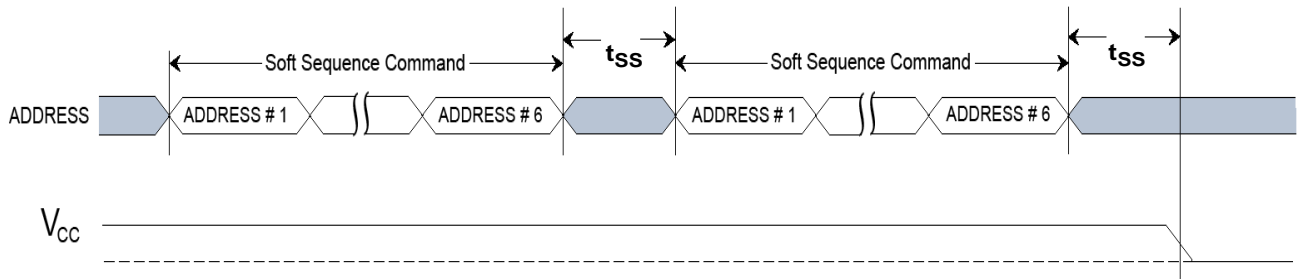 tSS
tSS
Soft Sequence Command
Soft Sequence Command
ADDRESS
ADDRESS # 1
ADDRESS # 6
ADDRESS # 1
ADDRESS # 6
VCC